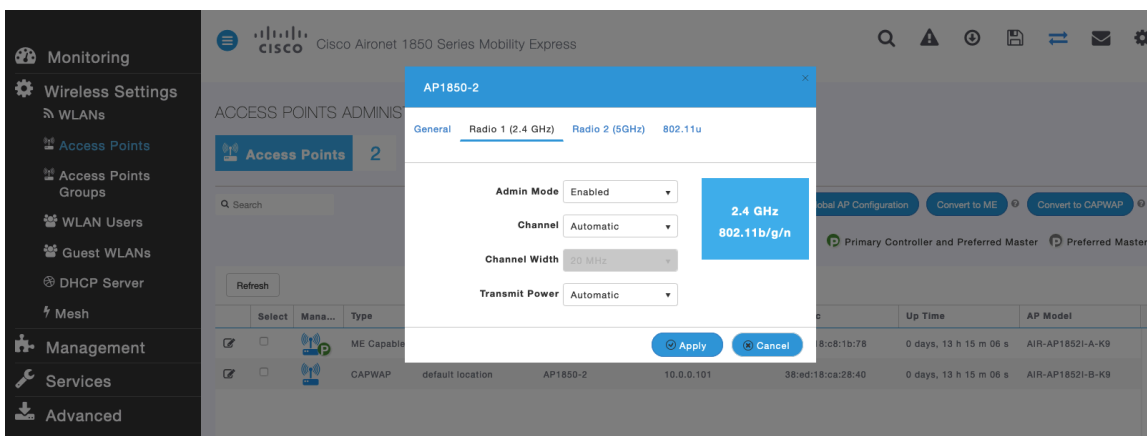 Monitoring
Wireless Settings
WLANs
Access Points
Access Points
Groups
WLAN Users
Guest WLANs
DHCP Server
Mesh
Management
Services
Advanced
CISCO Cisco Aironet 1850 Series Mobility Express
ACCESS POINTS ADMINIS
Access Points 2
Search
AP1850-2
General Radio 1 (2.4 GHz) Radio 2 (5GHz) 802.11u
Admin Mode Enabled
Channel Automatic
Channel Width 20 MHz
Transmit Power Automatic
2.4 GHz
802.11b/g/n
Apply Cancel
obal AP Configuration Convert to ME Convert to CAPWAP
P Primary Controller and Preferred Master P Preferred Master
Refresh
Select Mana... Type Up Time AP Model
P ME Capable 18:c8:1b:78 0 days, 13 h 15 m 06 s AIR-AP1852I-A-K9
CAPWAP default location AP1850-2 10.0.0.101 38:ed:18:ca:28:40 0 days, 13 h 15 m 06 s AIR-AP1852I-B-K9